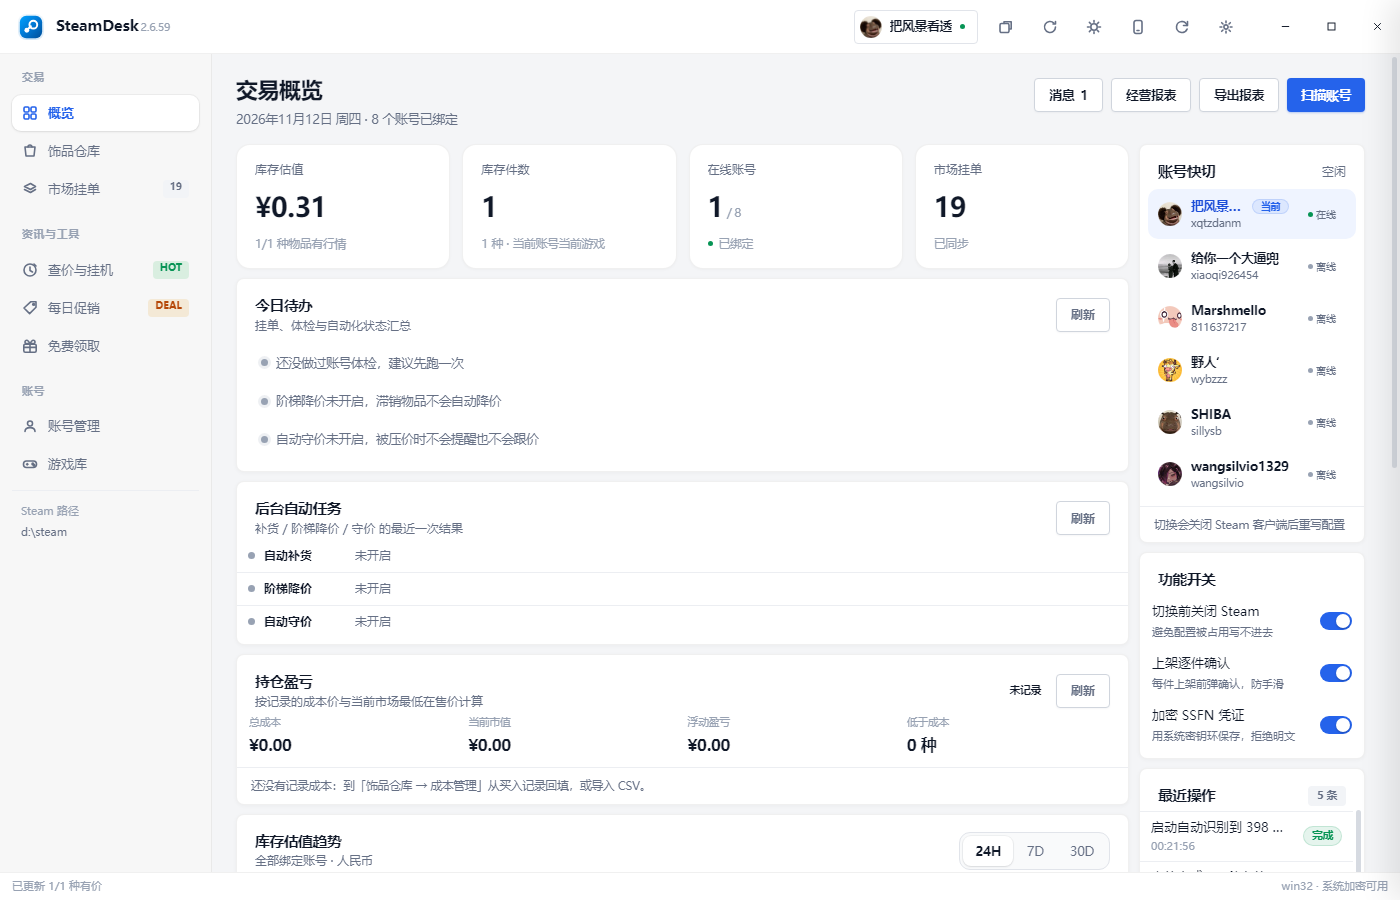 SteamDesk 2.6.59
把风景看透
交易
概览
饰品仓库
市场挂单 19
资讯与工具
查价与挂机 HOT
每日促销 DEAL
免费领取
账号
账号管理
游戏库
Steam 路径
d:\steam
交易概览
2026年11月12日 周四 · 8 个账号已绑定
消息 1
经营报表
导出报表
扫描账号
库存估值
¥0.31
1/1 种物品有行情
库存件数
1
1 种 · 当前账号当前游戏
在线账号
1 / 8
已绑定
市场挂单
19
已同步
今日待办
挂单、体检与自动化状态汇总
刷新
还没做过账号体检，建议先跑一次
阶梯降价未开启，滞销物品不会自动降价
自动守价未开启，被压价时不会提醒也不会跟价
后台自动任务
补货 / 阶梯降价 / 守价 的最近一次结果
刷新
自动补货 未开启
阶梯降价 未开启
自动守价 未开启
持仓盈亏
按记录的成本价与当前市场最低在售价计算
未记录
刷新
总成本
¥0.00
当前市值
¥0.00
浮动盈亏
¥0.00
低于成本
0 种
还没有记录成本：到「饰品仓库 → 成本管理」从买入记录回填，或导入 CSV。
库存估值趋势
全部绑定账号 · 人民币
24H 7D 30D
账号快切 空闲
把风景... 当前 在线
xqtzdanm
给你一个大逼兜 离线
xiaoqi926454
Marshmello 离线
811637217
野人‘ 离线
wybzzz
SHIBA 离线
sillysb
wangsilvio1329 离线
wangsilvio
切换会关闭 Steam 客户端后重写配置
功能开关
切换前关闭 Steam
避免配置被占用写不进去
上架逐件确认
每件上架前弹确认，防手滑
加密 SSFN 凭证
用系统密钥环保存，拒绝明文
最近操作 5 条
启动自动识别到 398 ... 完成
00:21:56
已更新 1/1 种有价
win32 · 系统加密可用